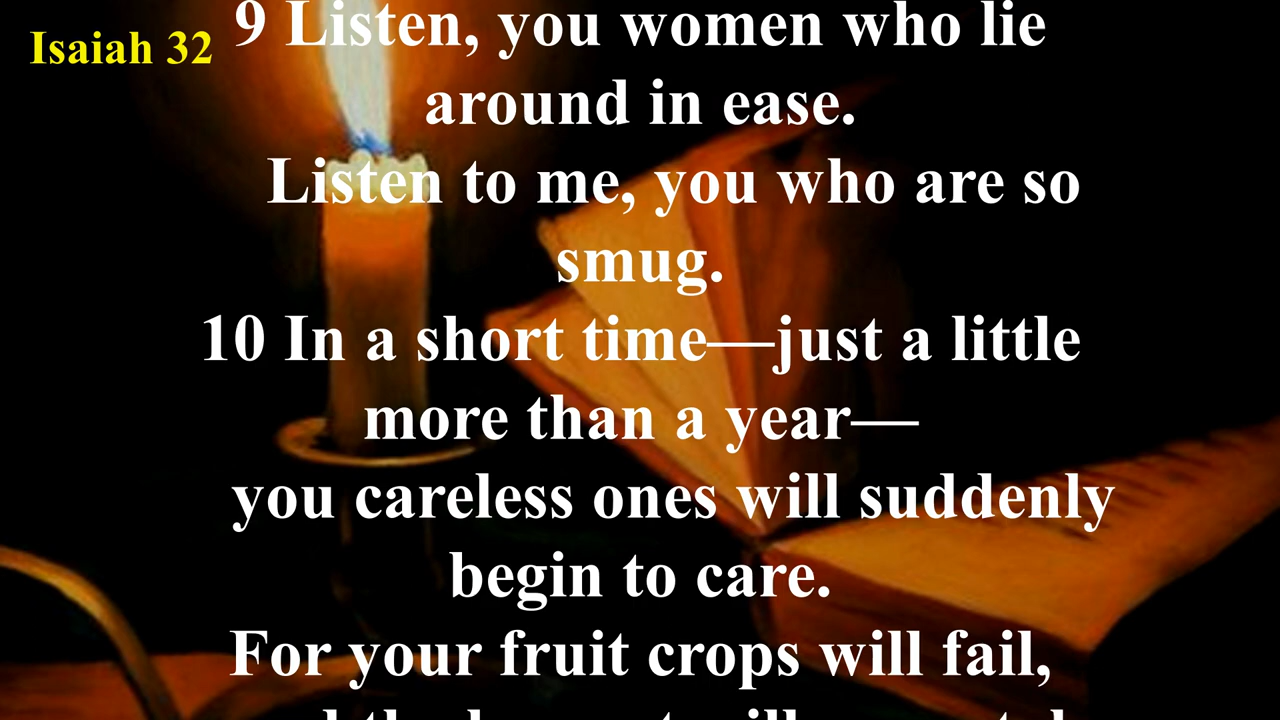 Isaiah 32
9 Listen, you women who lie
around in ease.
Listen to me, you who are so
smug.
10 In a short time—just a little
more than a year—
you careless ones will suddenly
begin to care.
For your fruit crops will fail,